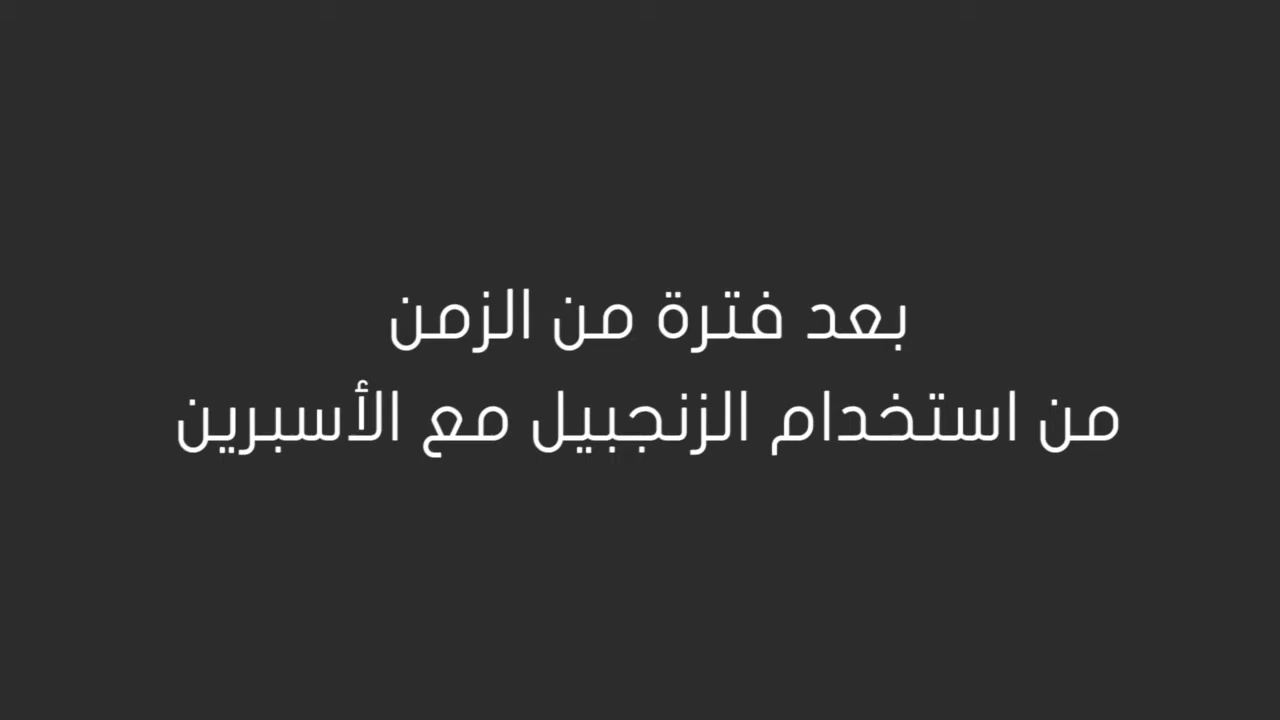 بعد فترة من الزمن
من استخدام الزنجبيل مع الأسبرين